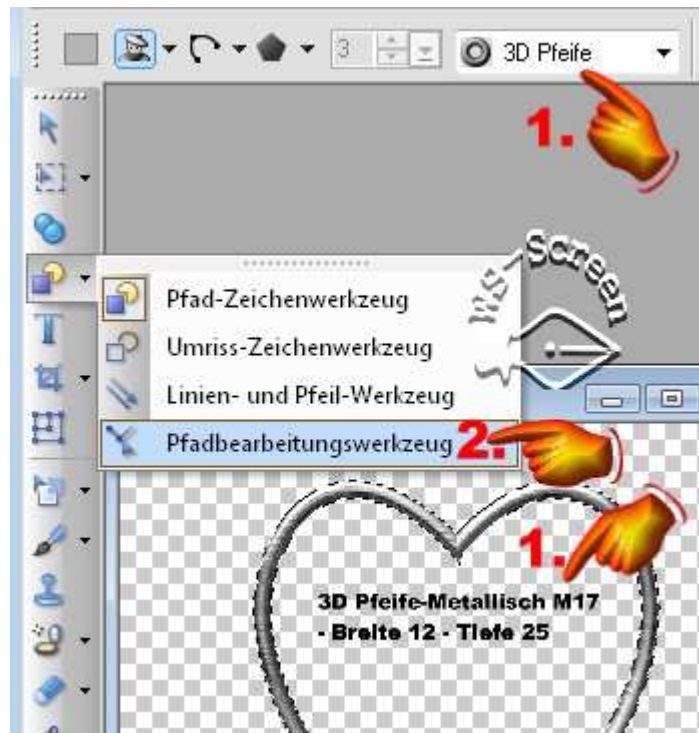 3
3D Pfeife
1.
WS-Screen
Pfad-Zeichenwerkzeug
Umriss-Zeichenwerkzeug
Linien- und Pfeil-Werkzeug
Pfadbearbeitungswerkzeug
2.
1.
3D Pfeife-Metallisch M17
- Breite 12 - Tiefe 25